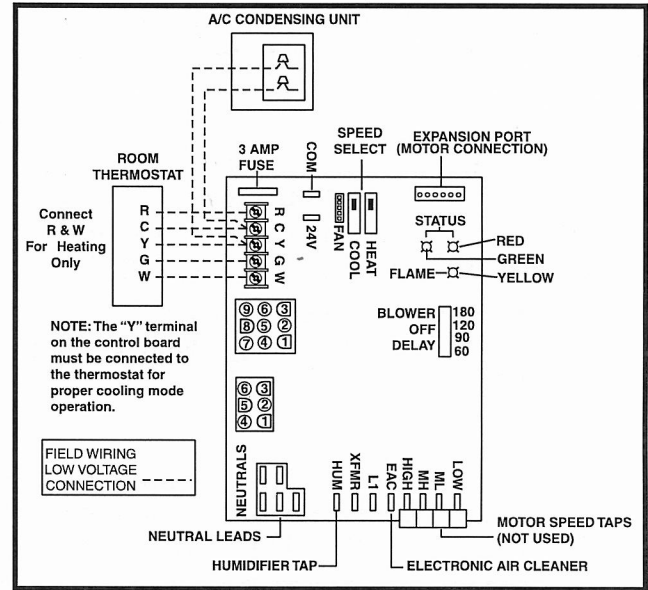 A/C CONDENSING UNIT
ROOM
THERMOSTAT
3 AMP
FUSE
COM
SPEED
SELECT
EXPANSION PORT
(MOTOR CONNECTION)
Connect
R & W
For Heating
Only
R
C
Y
G
W
R
C
Y
G
W
24V
FAN
COOL
HEAT
STATUS
RED
GREEN
FLAME
YELLOW
NOTE: The “Y” terminal
on the control board
must be connected to
the thermostat for
proper cooling mode
operation.
9 6 3
8 5 2
7 4 1
BLOWER
OFF
DELAY
180
120
90
60
6 3
5 2
4 1
FIELD WIRING
LOW VOLTAGE
CONNECTION
NEUTRALS
HUM
XFMR
L1
EAC
HIGH
MH
ML
LOW
NEUTRAL LEADS
HUMIDIFIER TAP
ELECTRONIC AIR CLEANER
MOTOR SPEED TAPS
(NOT USED)